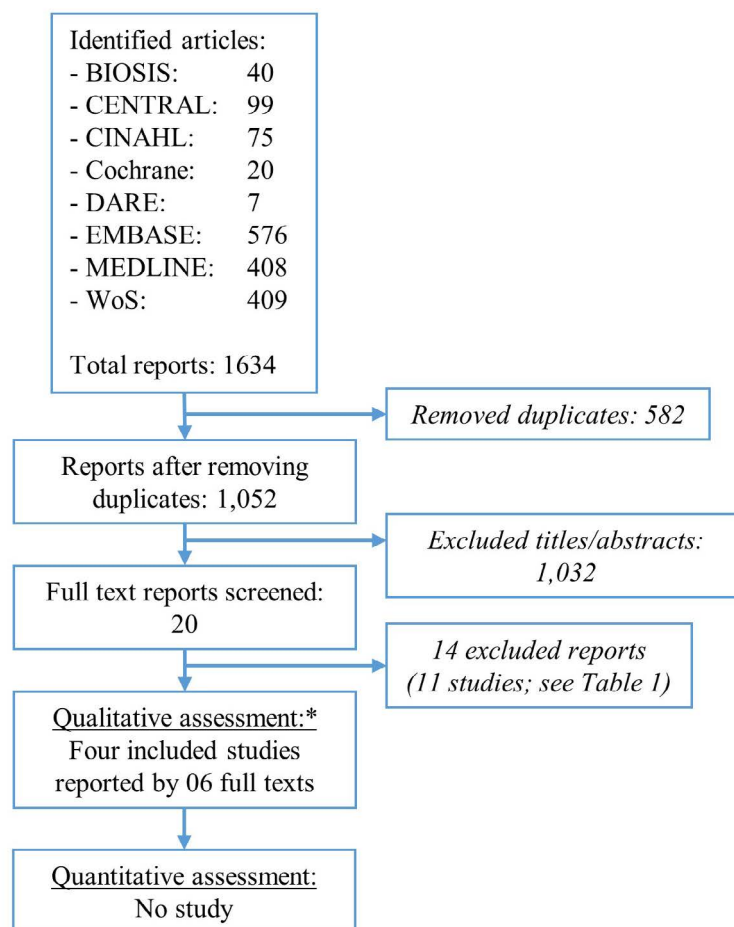 Identified articles:
- BIOSIS: 40
- CENTRAL: 99
- CINAHL: 75
- Cochrane: 20
- DARE: 7
- EMBASE: 576
- MEDLINE: 408
- WoS: 409
Total reports: 1634
Removed duplicates: 582
Reports after removing
duplicates: 1,052
Excluded titles/abstracts:
1,032
Full text reports screened:
20
14 excluded reports
(11 studies; see Table 1)
Qualitative assessment:*
Four included studies
reported by 06 full texts
Quantitative assessment:
No study